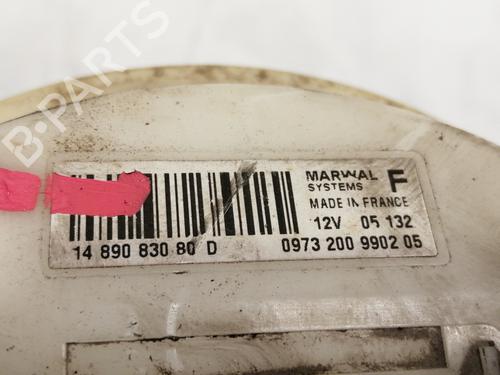 B-PARTS
MARWAL F
SYSTEMS
MADE IN FRANCE
12V 05 132
14 890 830 80 D 0973 200 9902 05